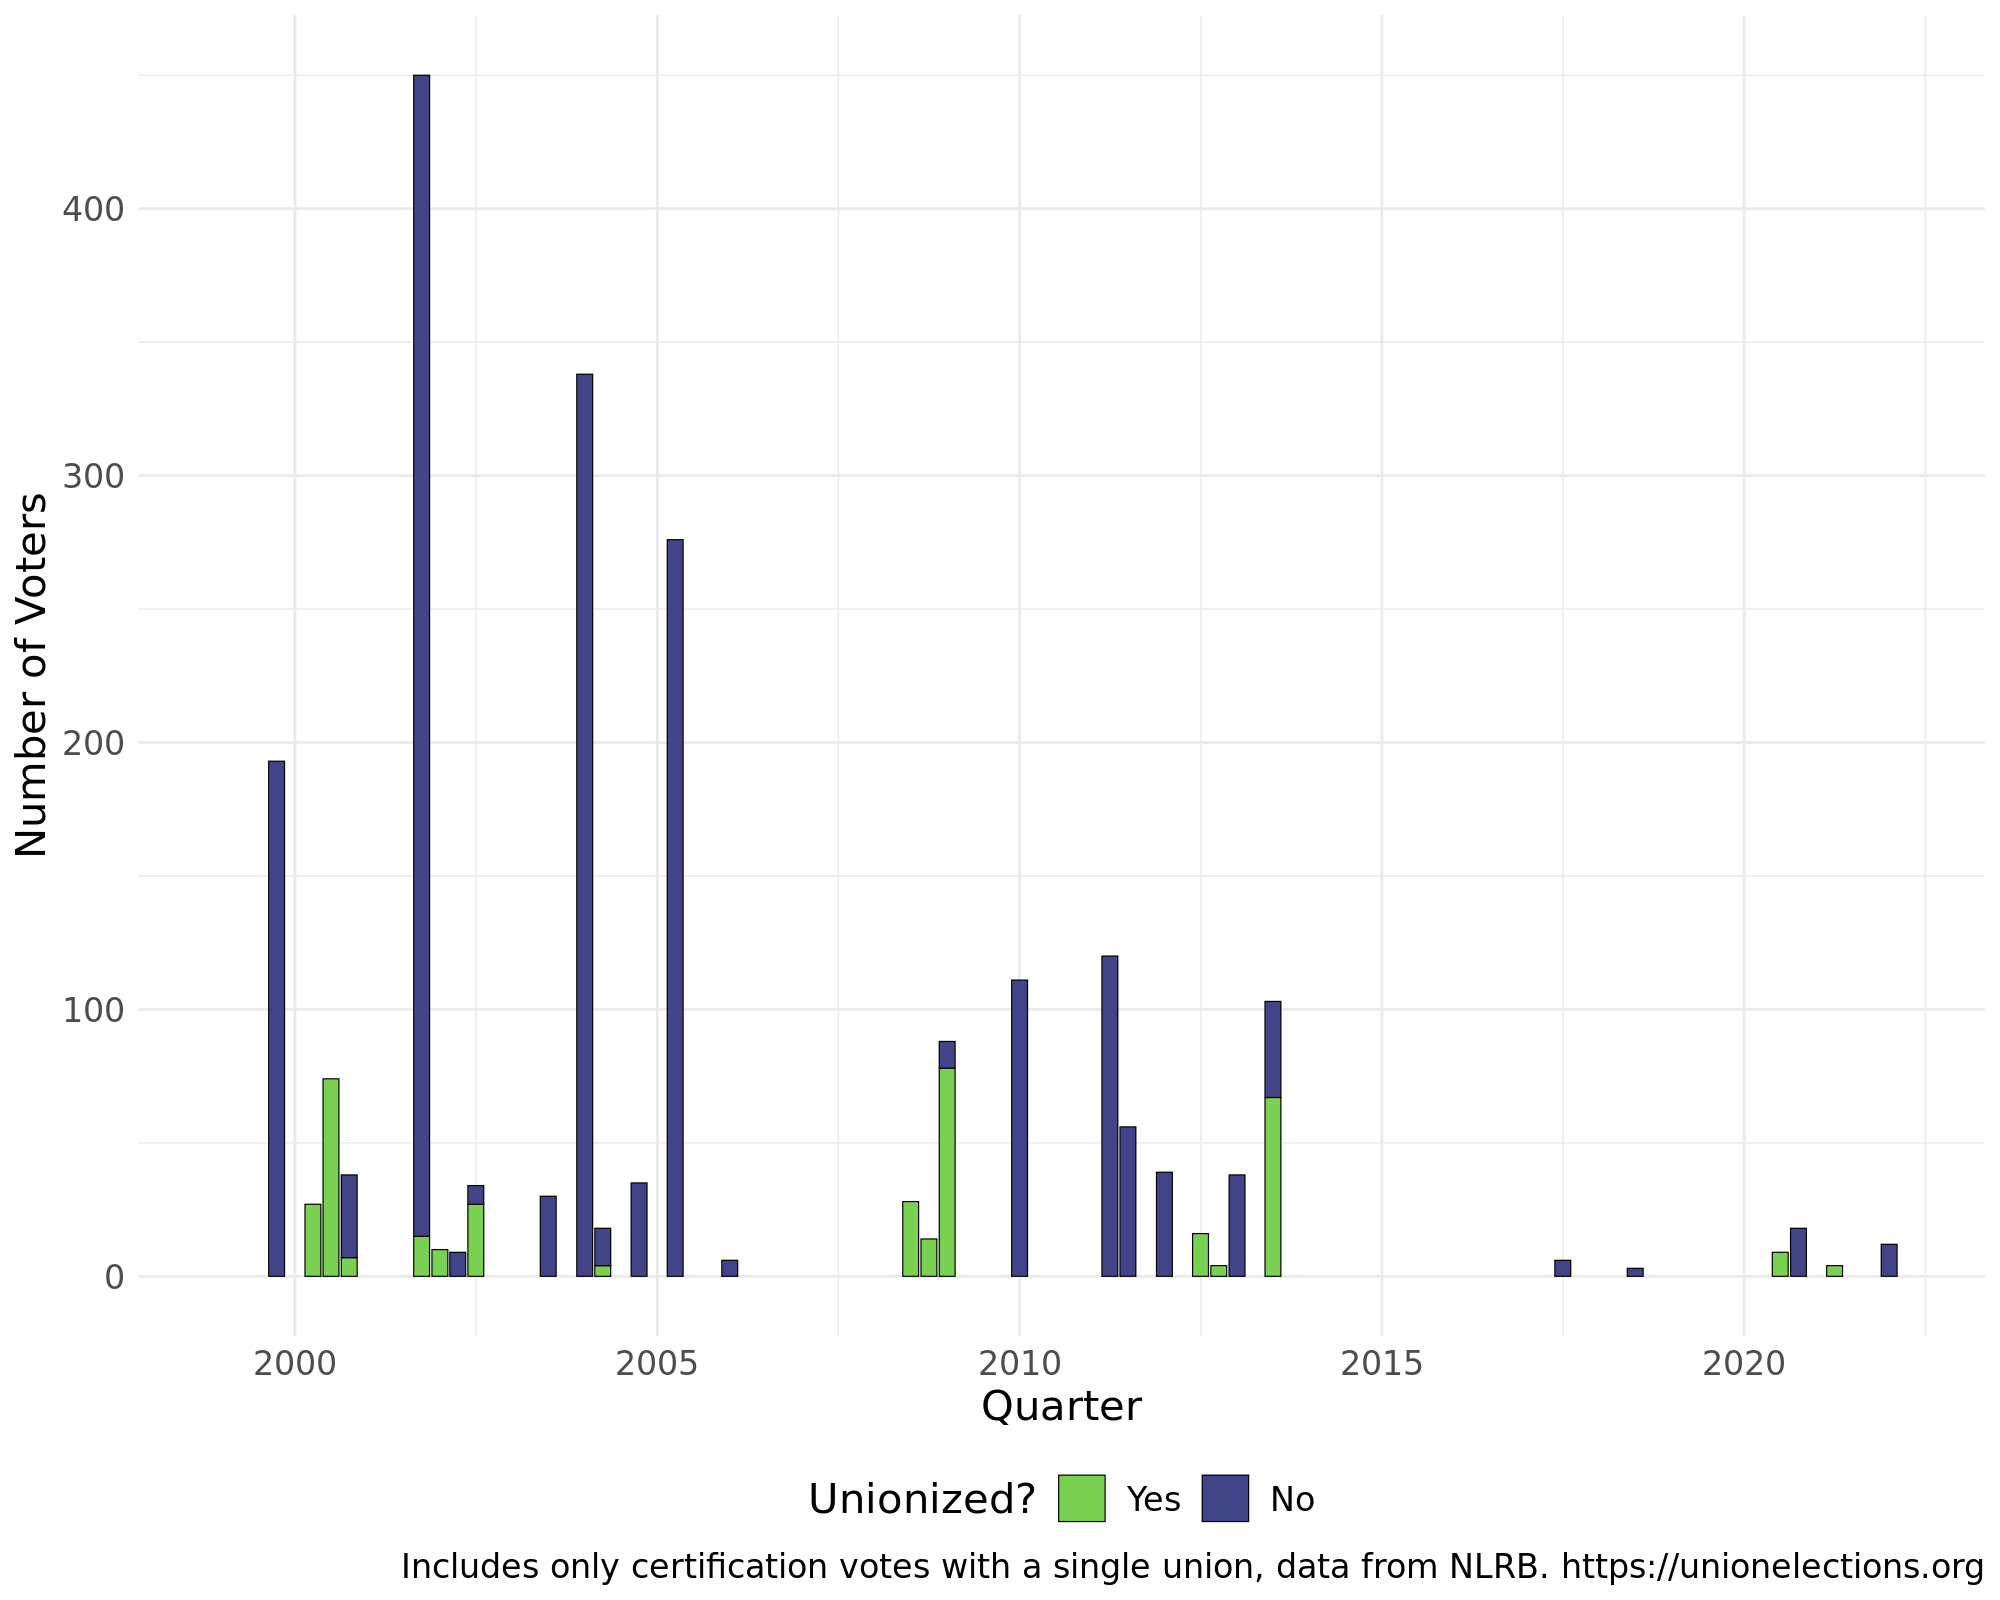 Number of Voters
400
300
200
100
0
2000 2005 2010 2015 2020
Quarter
Unionized? Yes No
Includes only certification votes with a single union, data from NLRB. https://unionelections.org